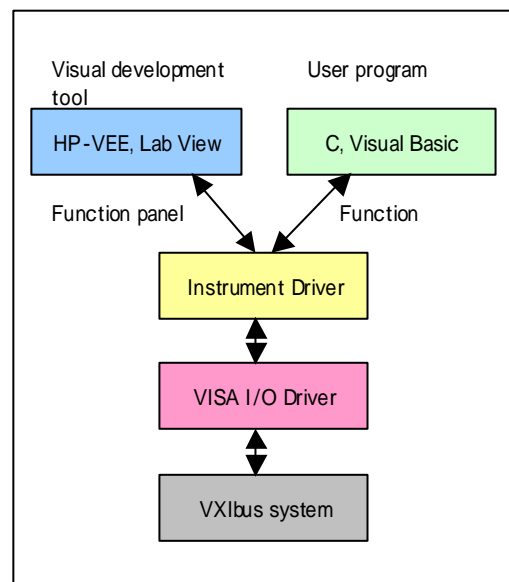 Visual development
tool
User program
HP-VEE, Lab View
C, Visual Basic
Function panel
Function
Instrument Driver
VISA I/O Driver
VXIbus system